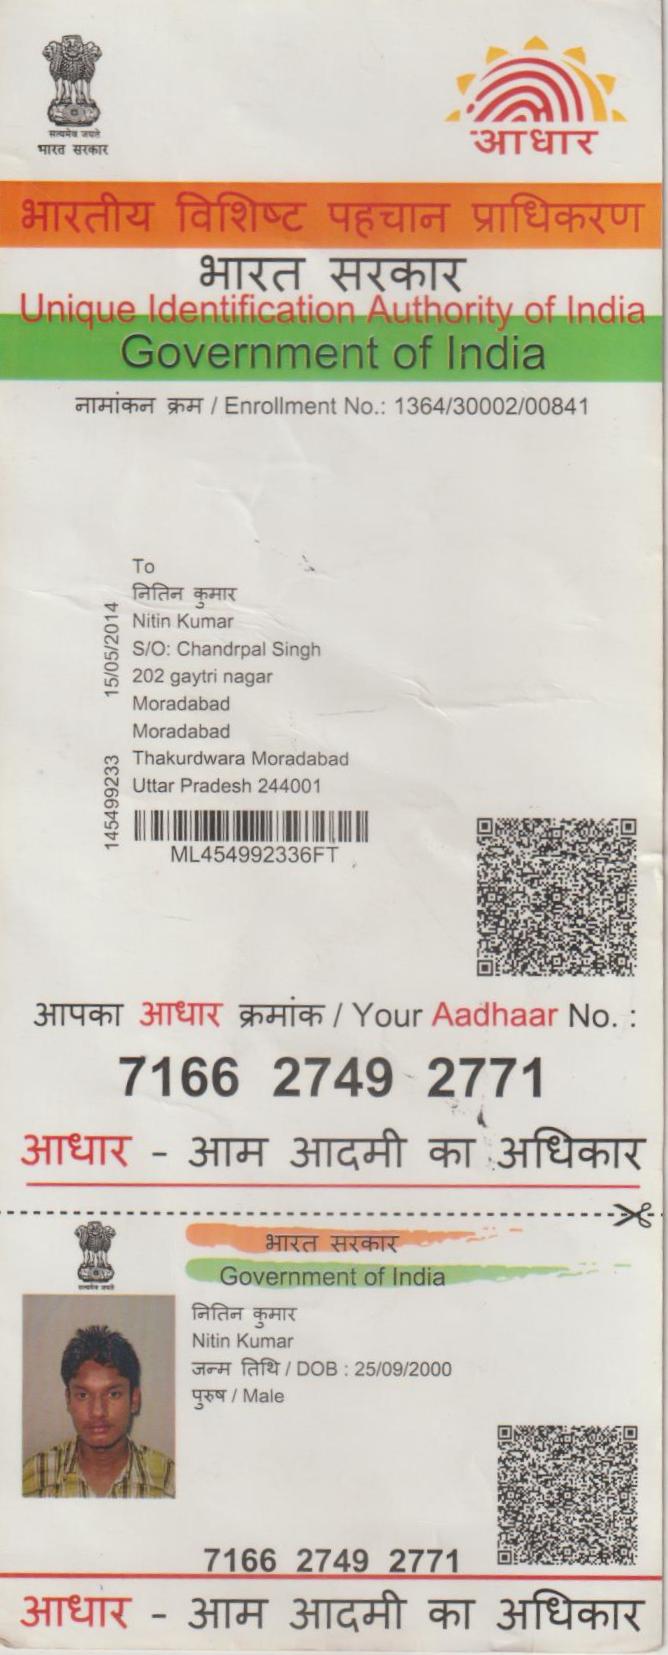 सत्यमेव जयते
भारत सरकार
आधार
भारतीय विशिष्ट पहचान प्राधिकरण
भारत सरकार
Unique Identification Authority of India
Government of India
नामांकन क्रम / Enrollment No.: 1364/30002/00841
To
नितिन कुमार
Nitin Kumar
S/O: Chandrpal Singh
202 gaytri nagar
Moradabad
Moradabad
Thakurdwara Moradabad
Uttar Pradesh 244001
15/05/2014
145499233
ML454992336FT
आपका आधार क्रमांक / Your Aadhaar No. :
7166 2749 2771
आधार - आम आदमी का अधिकार
सत्यमेव जयते
भारत सरकार
Government of India
नितिन कुमार
Nitin Kumar
जन्म तिथि / DOB : 25/09/2000
पुरुष / Male
7166 2749 2771
आधार - आम आदमी का अधिकार